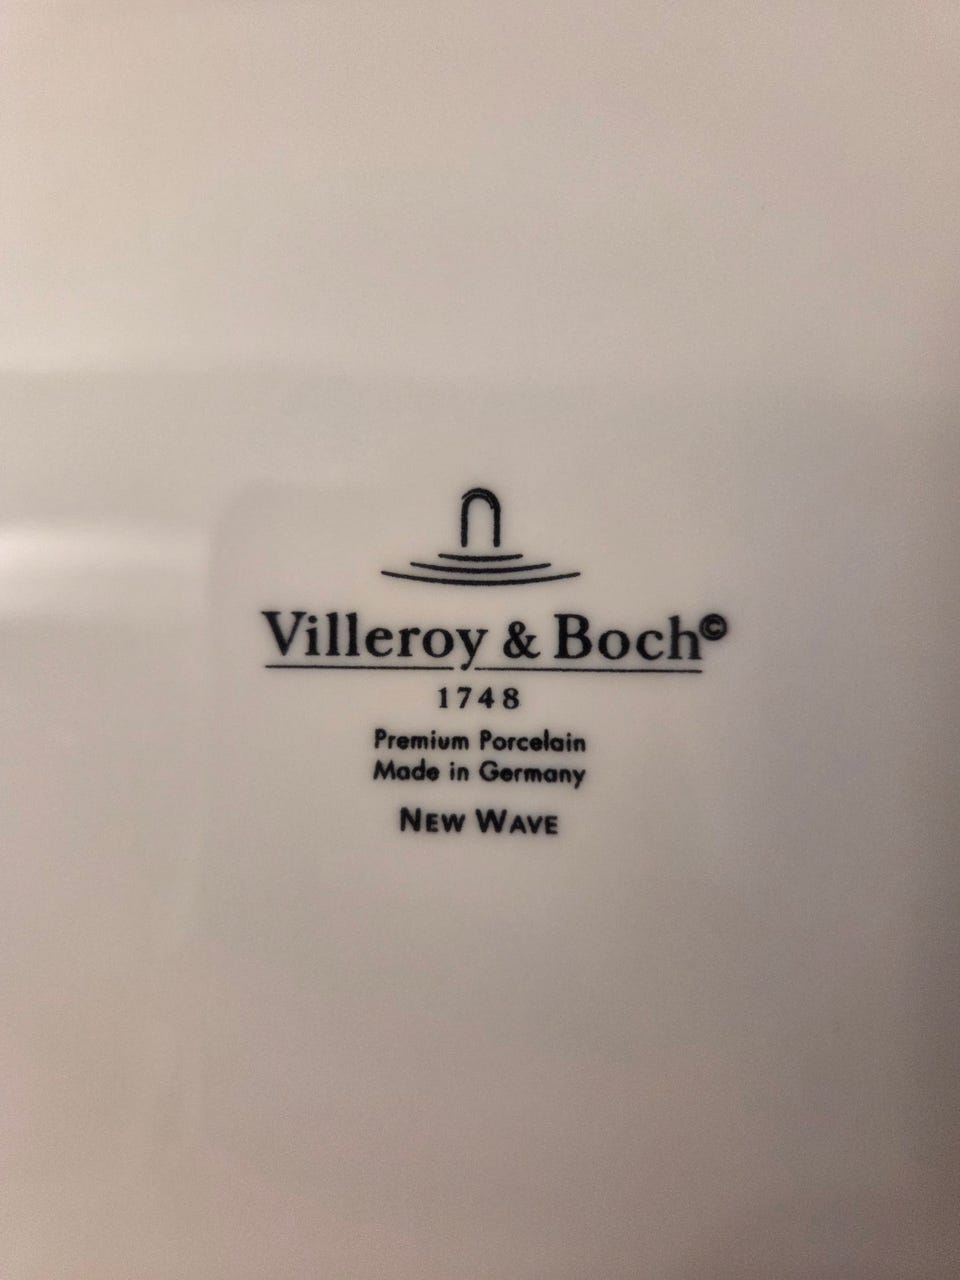 Villeroy & Boch©
1748
Premium Porcelain
Made in Germany
NEW WAVE